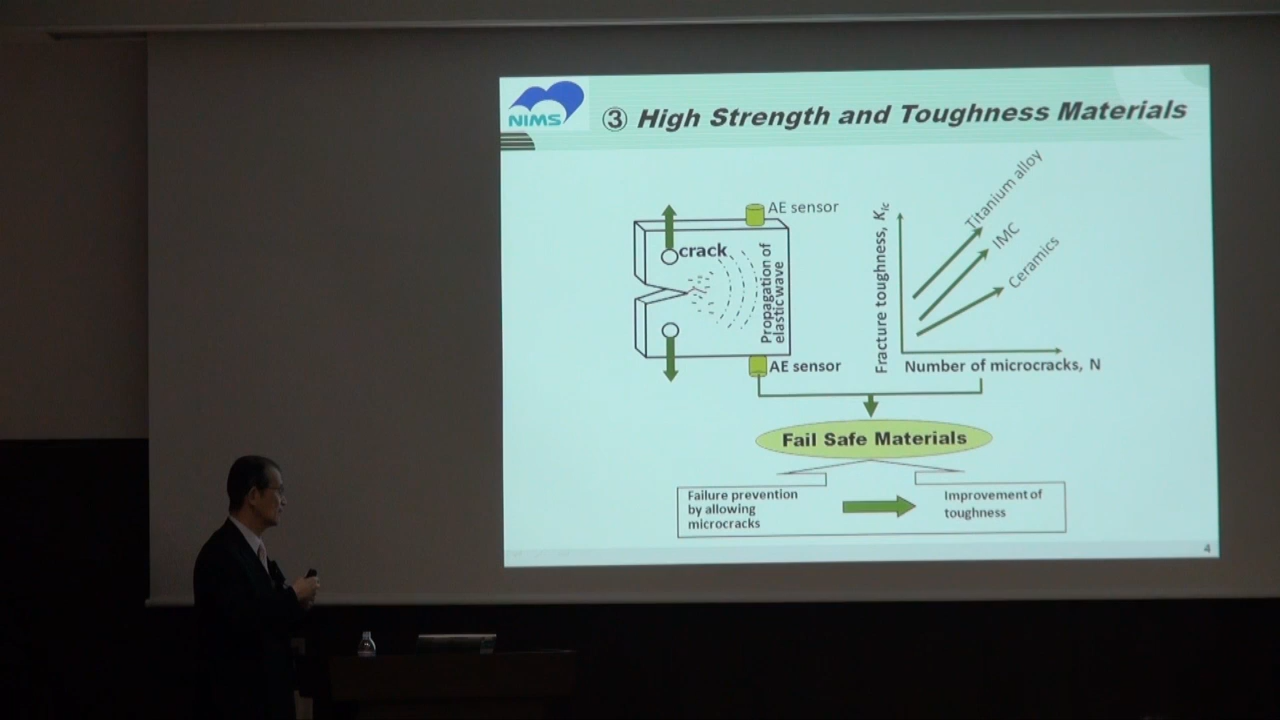 NIMS
③ High Strength and Toughness Materials
AE sensor
crack
Propagation of
elastic wave
AE sensor
Fracture toughness, KIc
Titanium alloy
IMC
Ceramics
Number of microcracks, N
Fail Safe Materials
Failure prevention
by allowing
microcracks
Improvement of
toughness
4